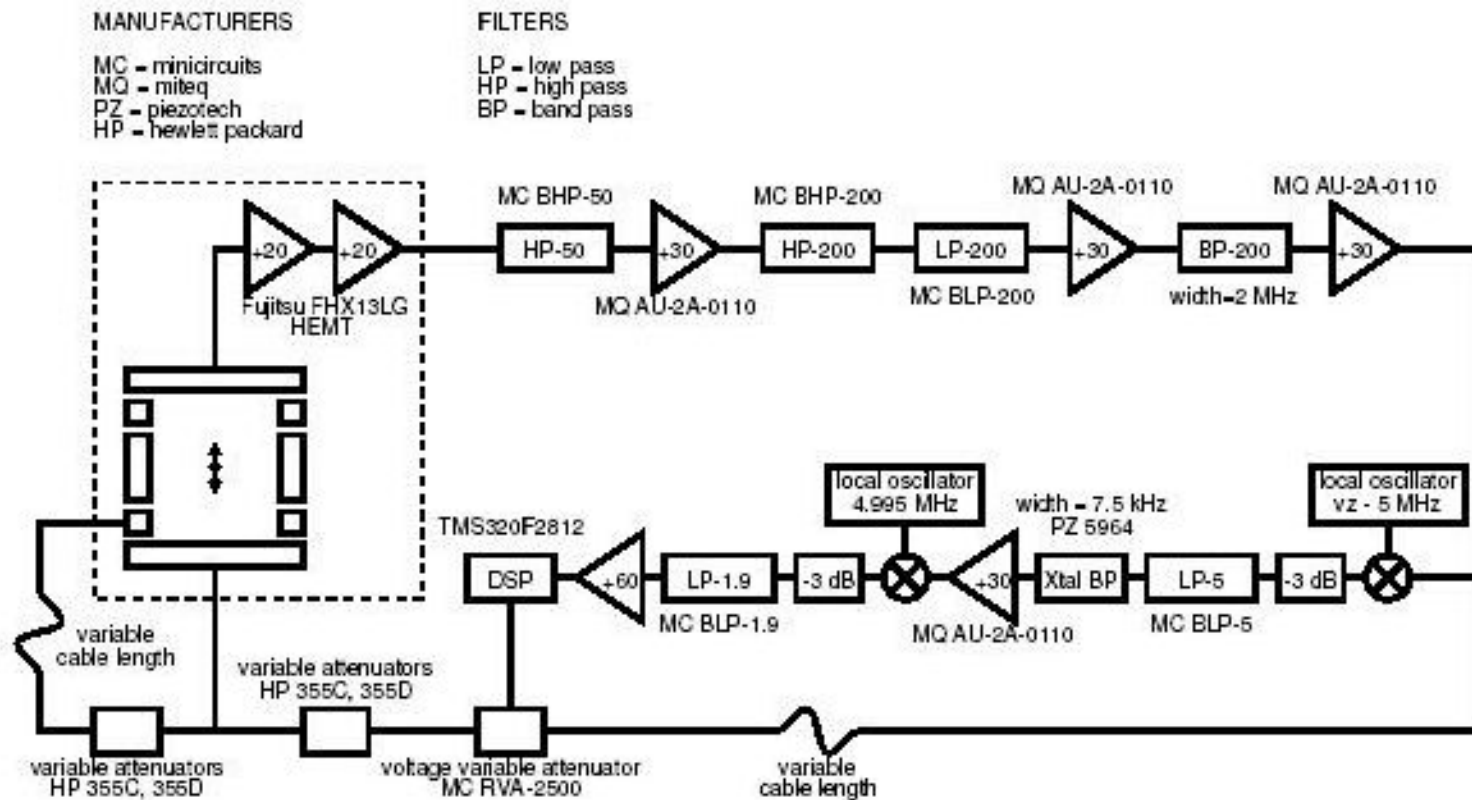 MANUFACTURERS
MC – minicircuits
MQ – miteq
PZ – piezotech
HP – hewlett packard
FILTERS
LP – low pass
HP – high pass
BP – band pass
MC BHP-50
MC BHP-200
MQ AU-2A-0110
MQ AU-2A-0110
+20
+20
HP-50
+30
HP-200
LP-200
+30
BP-200
+30
Fujitsu FHX13LG
HEMT
MQ AU-2A-0110
MC BLP-200
width=2 MHz
local oscillator
4.995 MHz
local oscillator
vz - 5 MHz
width = 7.5 kHz
PZ 5964
TMS320F2812
DSP
+60
LP-1.9
-3 dB
+30
Xtal BP
LP-5
-3 dB
MC BLP-1.9
MQ AU-2A-0110
MC BLP-5
variable
cable length
variable attenuators
HP 355C, 355D
variable attenuators
HP 355C, 355D
voltage variable attenuator
MC RVA-2500
variable
cable length